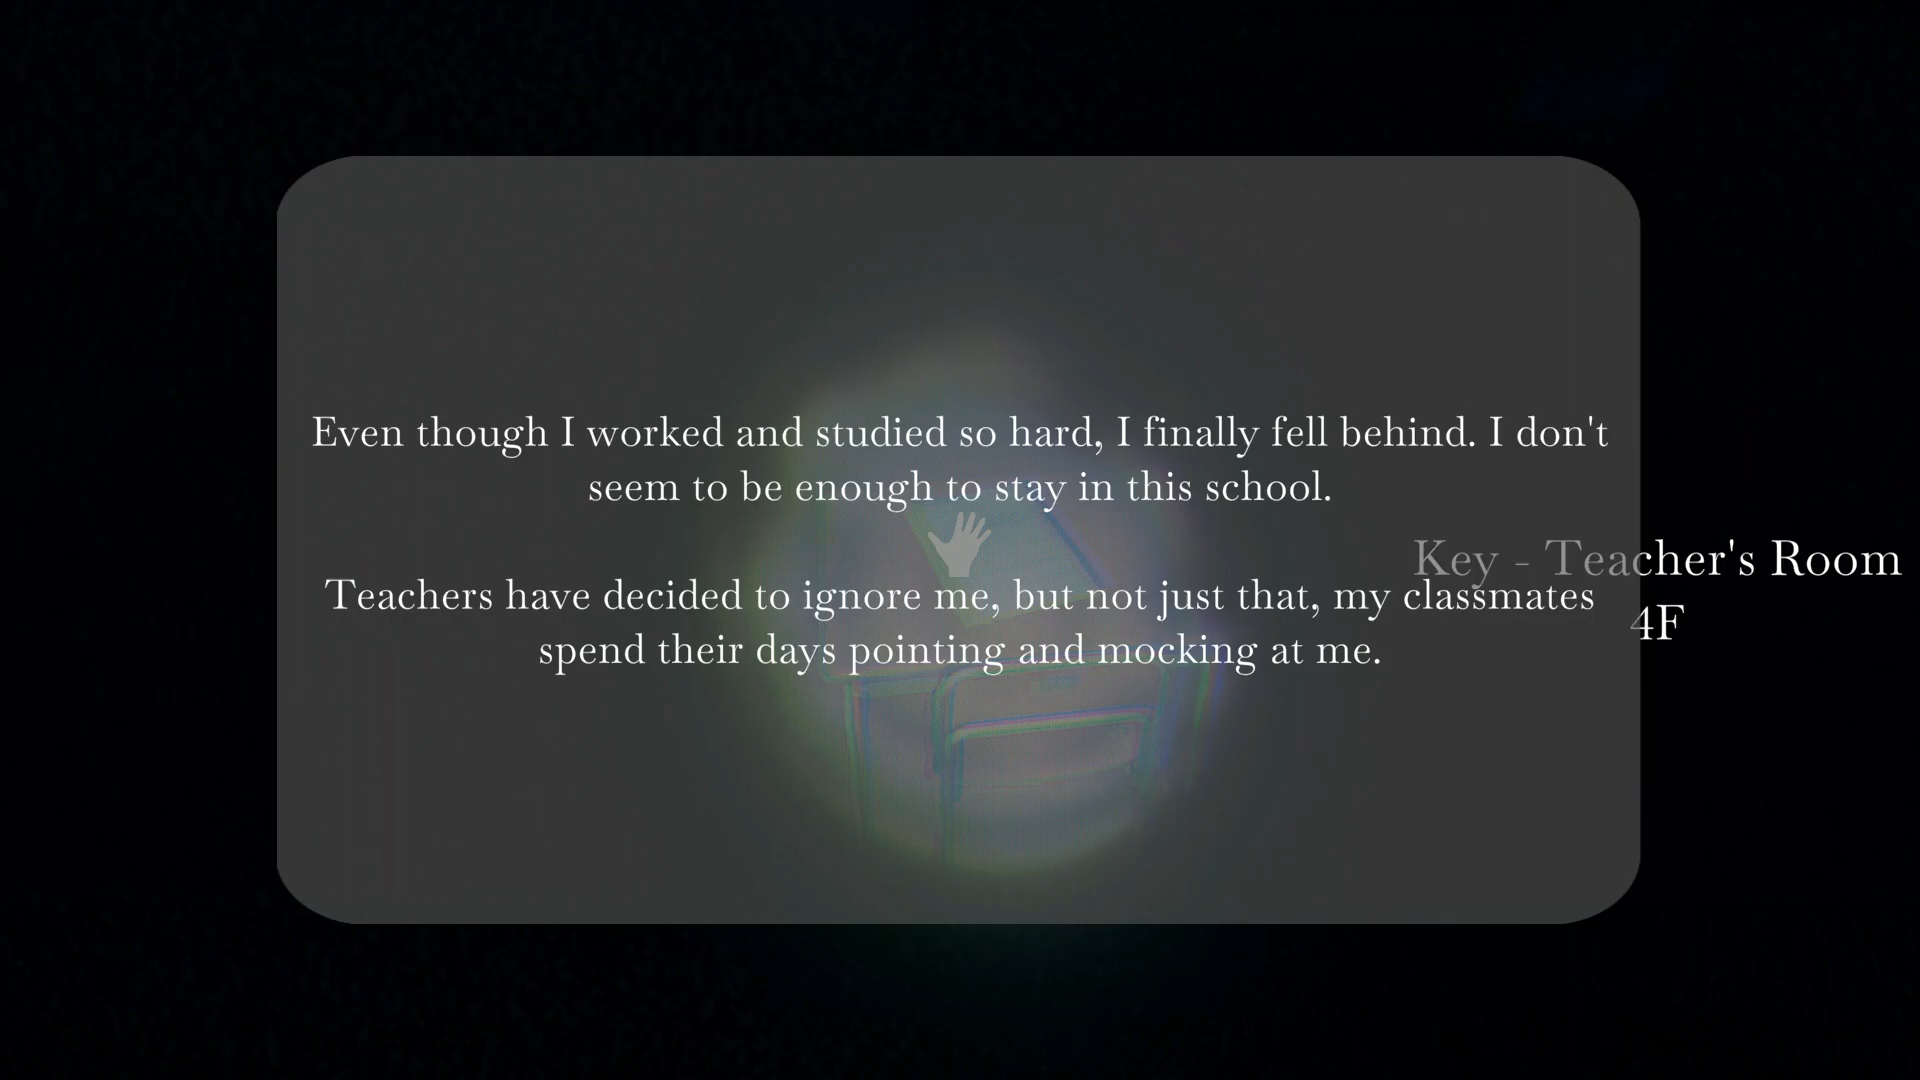 Even though I worked and studied so hard, I finally fell behind. I don't
seem to be enough to stay in this school.
Teachers have decided to ignore me, but not just that, my classmates
spend their days pointing and mocking at me.
Key - Teacher's Room
4F